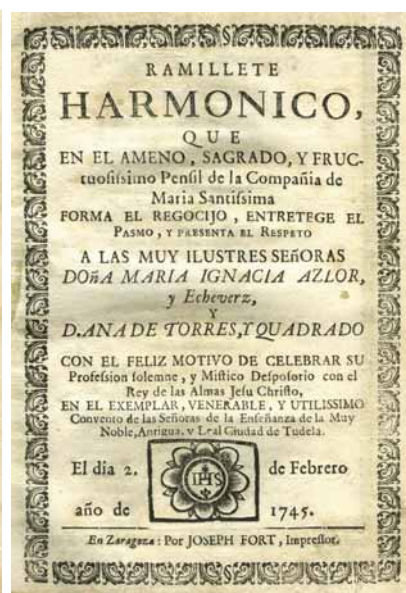 RAMILLETE
HARMONICO,
QUE
EN EL AMENO, SAGRADO, Y FRUC-
tuosissimo Pensil de la Compañia de
Maria Santissima
FORMA EL REGOCIJO, ENTRETEGE EL
PASMO, Y PRESENTA EL RESPETO
A LAS MUY ILUSTRES SEñORAS
DOñA MARIA IGNACIA AZLOR,
y Echeverz,
Y
D.ANA DE TORRES, Y QUADRADO
CON EL FELIZ MOTIVO DE CELEBRAR SU
Profession solemne, y Mistico Desposorio con el
Rey de las Almas Jesu Christo,
EN EL EXEMPLAR, VENERABLE, Y UTILISSIMO
Convento de las Señoras de la Enseñanza de la Muy
Noble, Antigua, y Leal Ciudad de Tudela.
El dia 2. de Febrero
IHS
año de 1745.
En Zaragoza: Por JOSEPH FORT, Impressor.